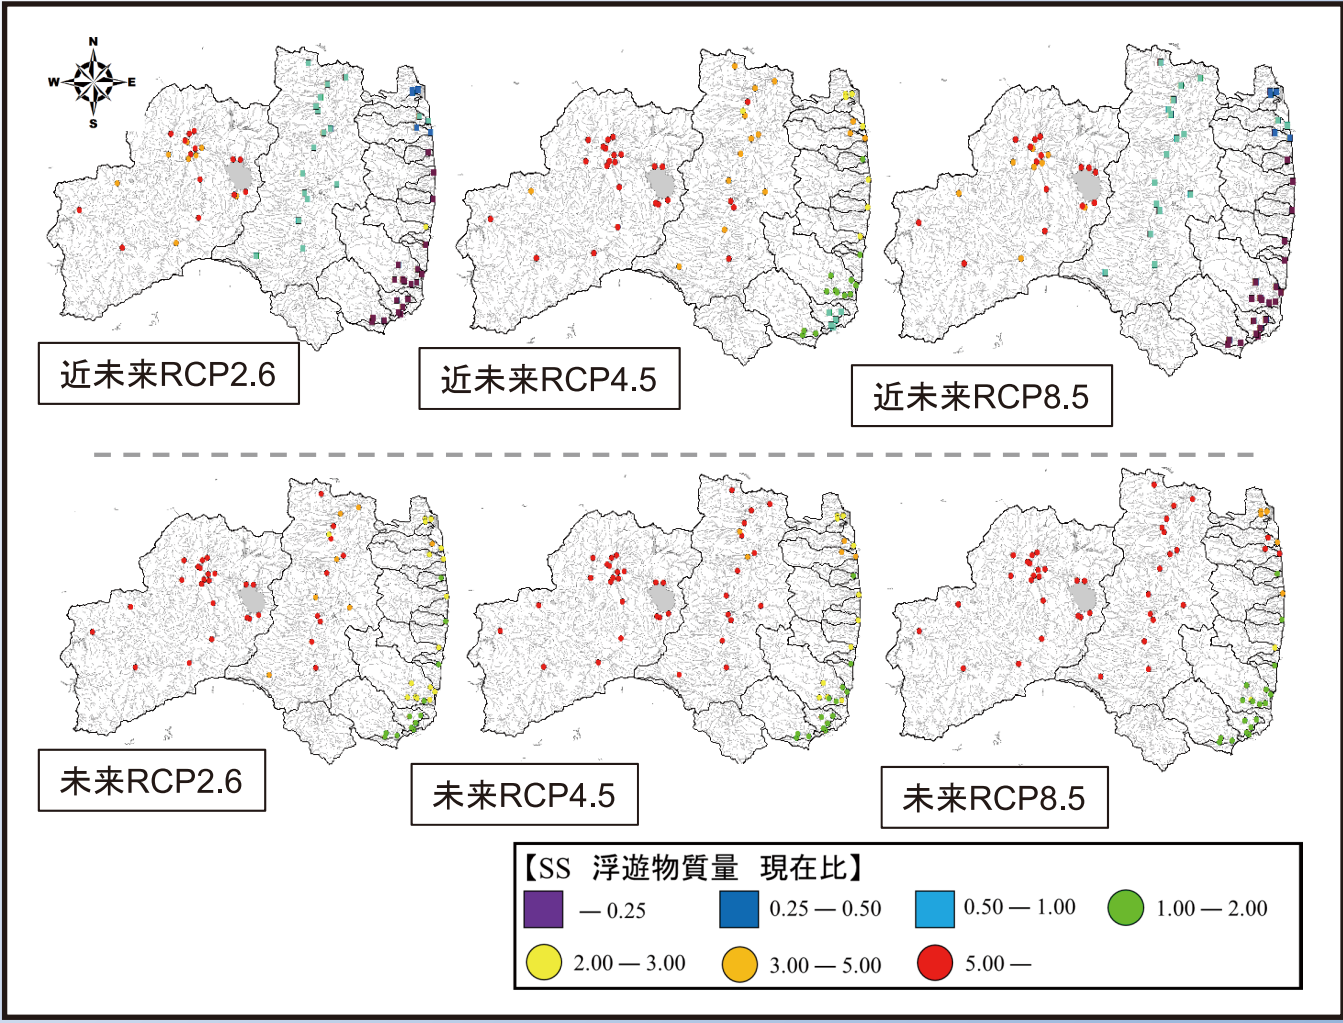 N
W E
S
近未来RCP2.6
近未来RCP4.5
近未来RCP8.5
未来RCP2.6
未来RCP4.5
未来RCP8.5
【SS 浮遊物質量 現在比】
― 0.25
0.25 ― 0.50
0.50 ― 1.00
1.00 ― 2.00
2.00 ― 3.00
3.00 ― 5.00
5.00 ―